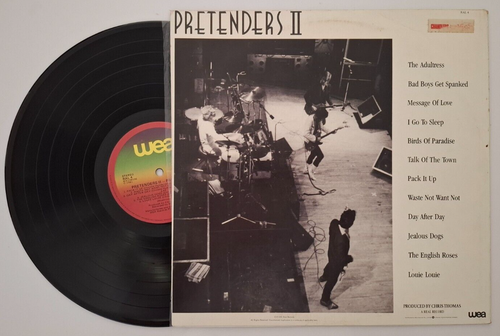 PRETENDERS II
The Adultress
Bad Boys Get Spanked
Message Of Love
I Go To Sleep
Birds Of Paradise
Talk Of The Town
Pack It Up
Waste Not Want Not
Day After Day
Jealous Dogs
The English Roses
Louie Louie
PRODUCED BY CHRIS THOMAS
wea
wea